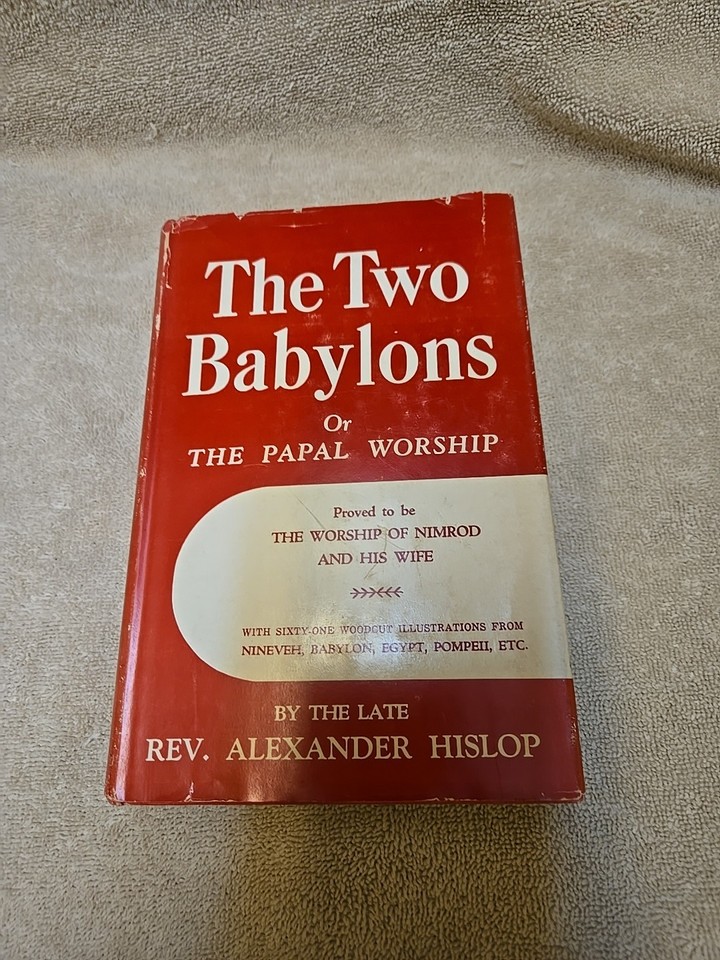 The Two
Babylons
Or
THE PAPAL WORSHIP
Proved to be
THE WORSHIP OF NIMROD
AND HIS WIFE
WITH SIXTY-ONE WOODCUT ILLUSTRATIONS FROM
NINEVEH, BABYLON, EGYPT, POMPEII, ETC.
BY THE LATE
REV. ALEXANDER HISLOP